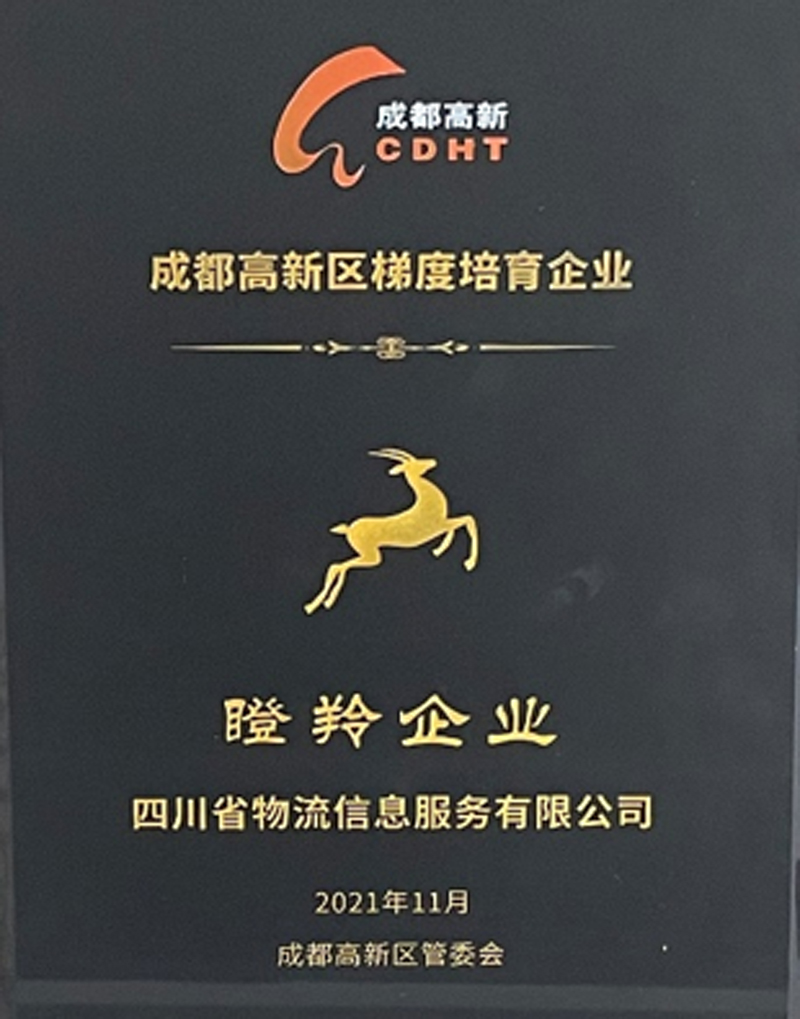 成都高新
CDHT
成都高新区梯度培育企业
瞪羚企业
四川省物流信息服务有限公司
2021年11月
成都高新区管委会